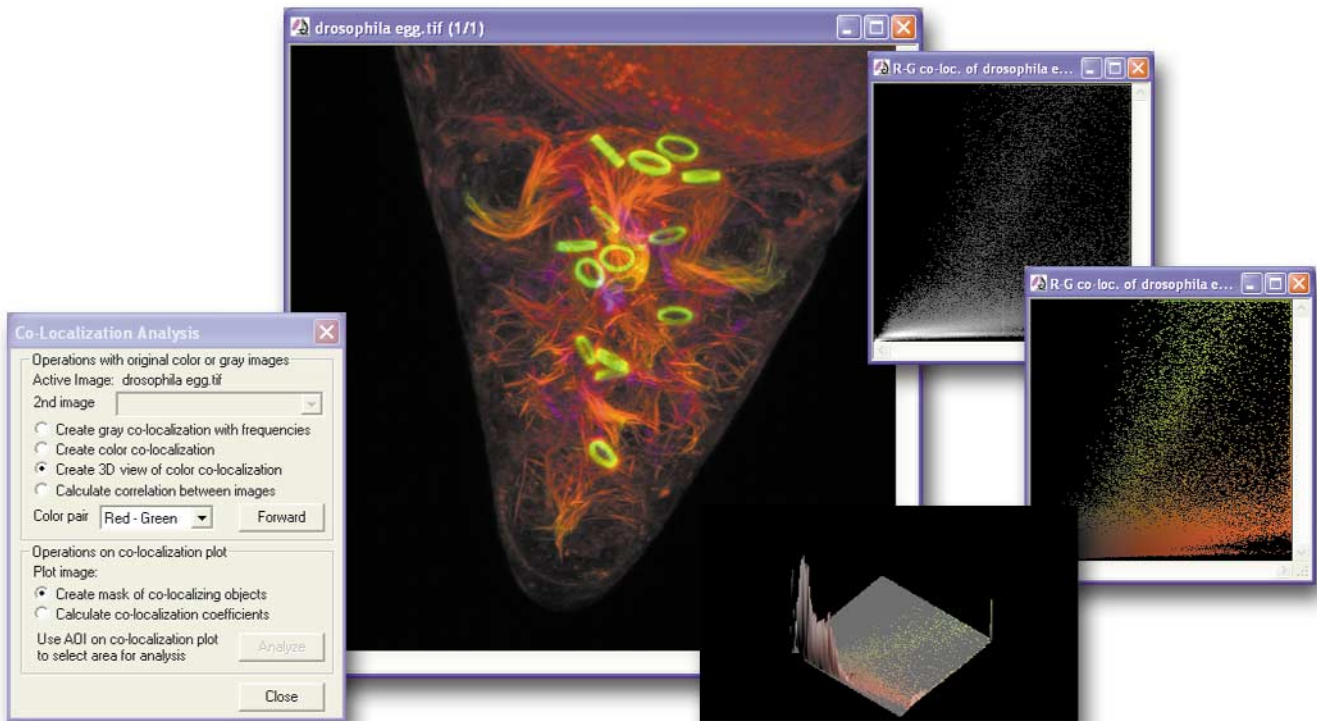 drosophila egg.tif (1/1)
R-G co-loc. of drosophila e...
R-G co-loc. of drosophila e...
Co-Localization Analysis
Operations with original color or gray images
Active Image: drosophila egg.tif
2nd image
Create gray co-localization with frequencies
Create color co-localization
Create 3D view of color co-localization
Calculate correlation between images
Color pair Red - Green Forward
Operations on co-localization plot
Plot image:
Create mask of co-localizing objects
Calculate co-localization coefficients
Use AOI on co-localization plot
to select area for analysis
Analyze
Close